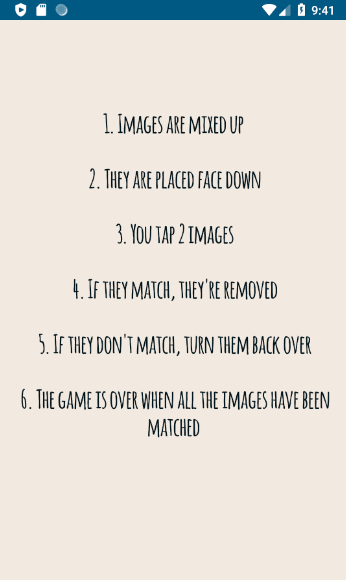 9:41
1. Images are mixed up
2. They are placed face down
3. You tap 2 images
4. If they match, they're removed
5. If they don't match, turn them back over
6. The game is over when all the images have been
matched